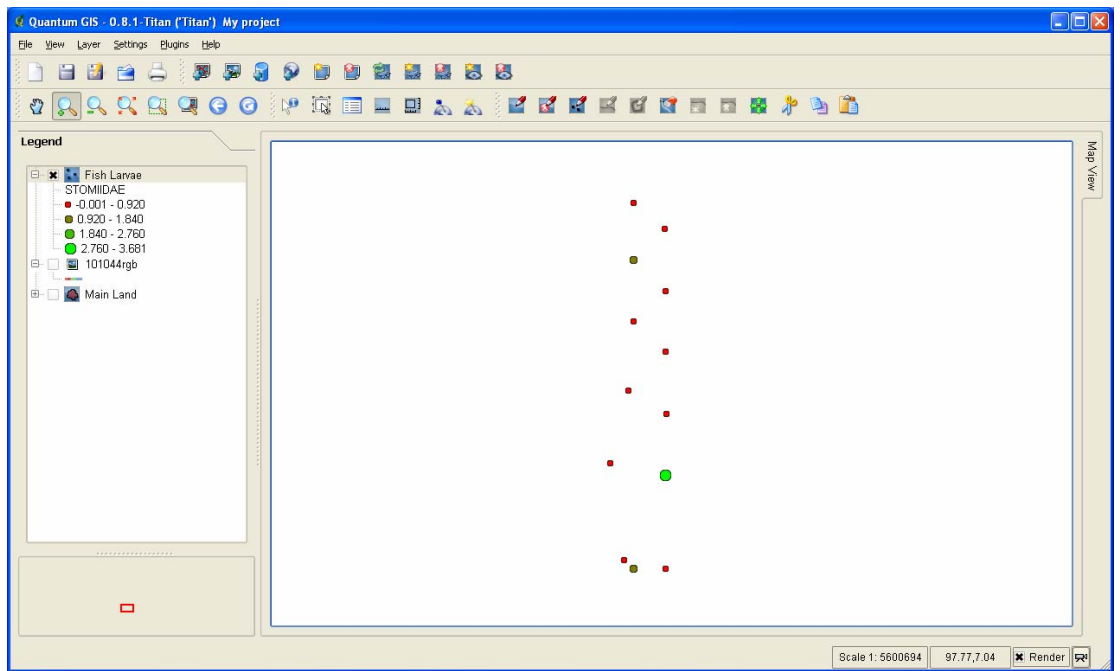 Quantum GIS - 0.8.1-Titan ('Titan') My project
File View Layer Settings Plugins Help
Legend
Map View
Fish Larvae
STOMIIDAE
-0.001 - 0.920
0.920 - 1.840
1.840 - 2.760
2.760 - 3.681
101044rgb
Main Land
Scale 1: 5600694 97.77,7.04 Render